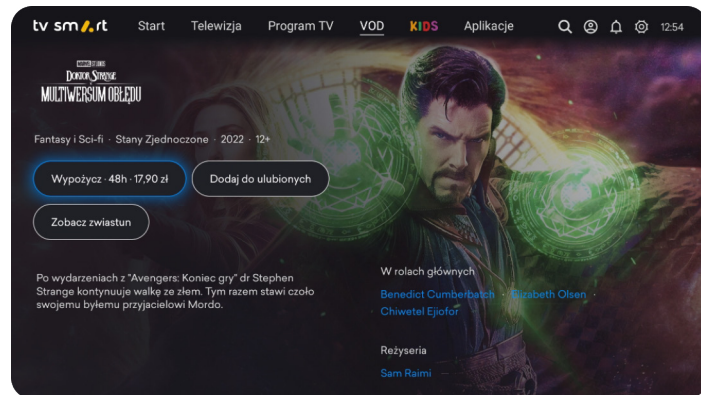 tv smart Start Telewizja Program TV VOD KIDS Aplikacje 12:54
MARVEL STUDIOS
DOKTOR STRANGE
MULTIWERSUM OBŁĘDU
Fantasy i Sci-fi · Stany Zjednoczone · 2022 · 12+
Wypożycz · 48h · 17,90 zł Dodaj do ulubionych
Zobacz zwiastun
Po wydarzeniach z "Avengers: Koniec gry" dr Stephen
Strange kontynuuje walkę ze złem. Tym razem stawi czoło
swojemu byłemu przyjacielowi Mordo.
W rolach głównych
Benedict Cumberbatch · Elizabeth Olsen ·
· Chiwetel Ejiofor
Reżyseria
Sam Raimi